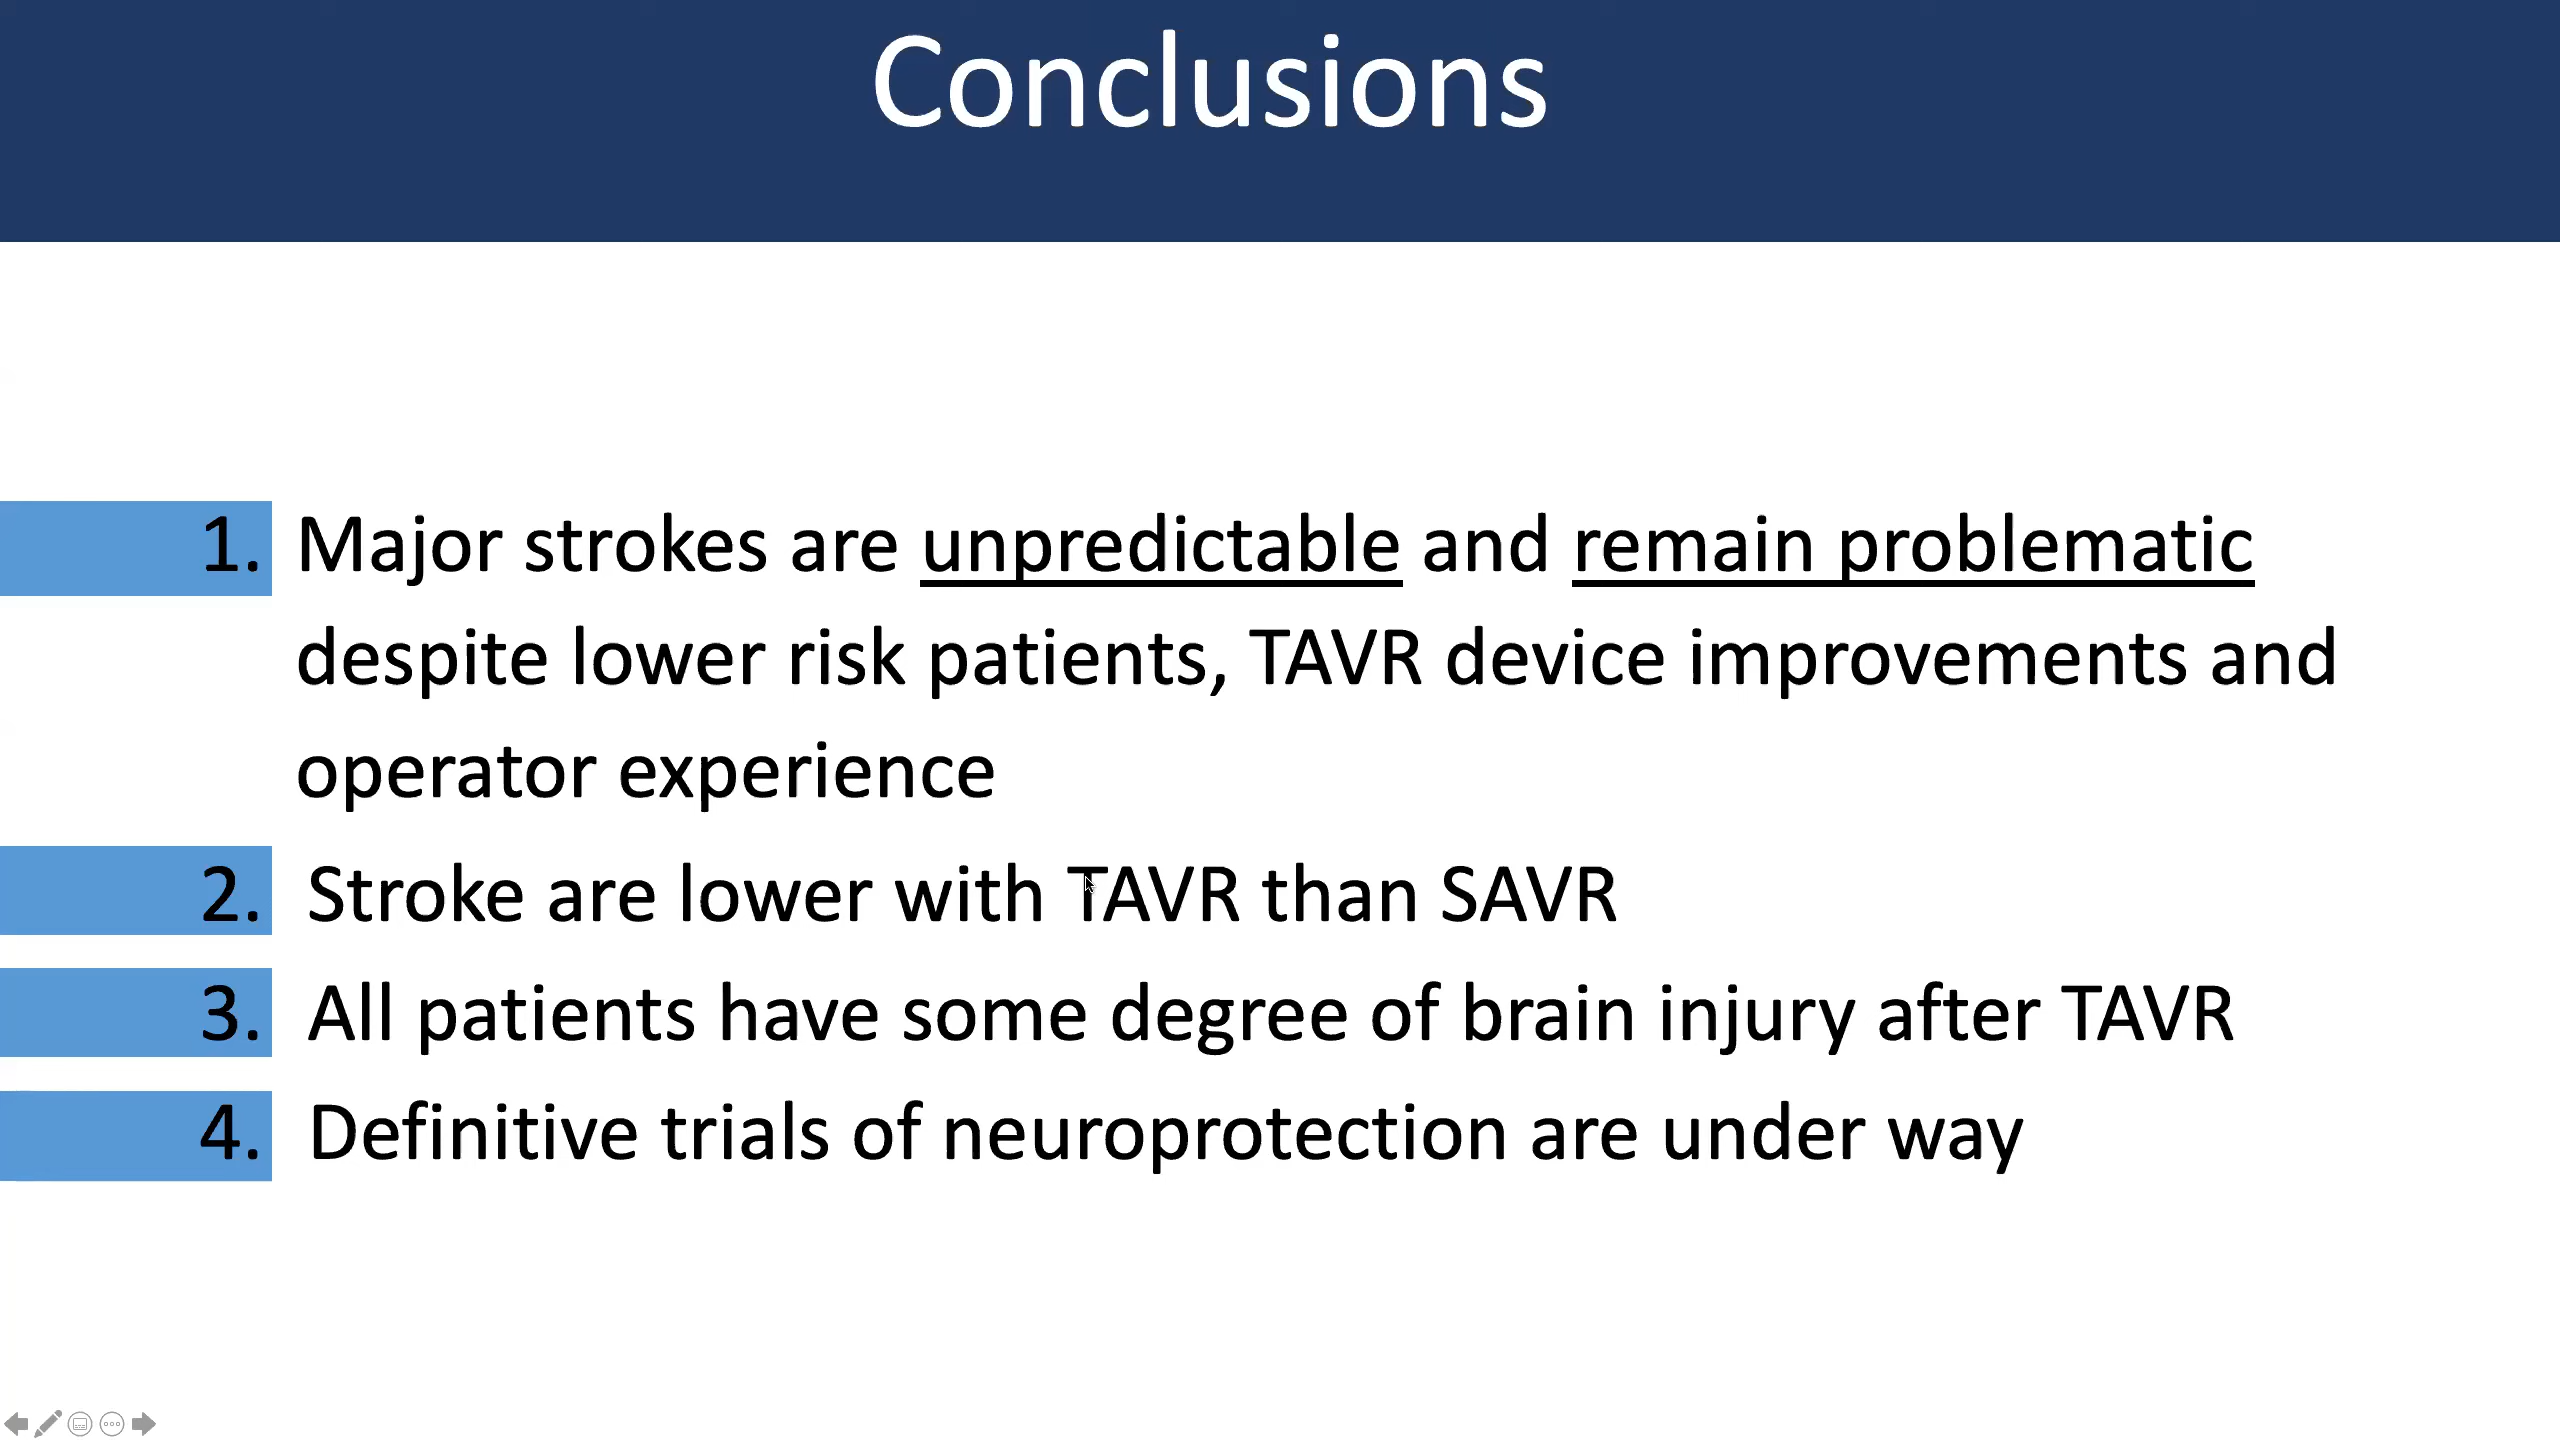 Conclusions
1. Major strokes are unpredictable and remain problematic
despite lower risk patients, TAVR device improvements and
operator experience
2. Stroke are lower with TAVR than SAVR
3. All patients have some degree of brain injury after TAVR
4. Definitive trials of neuroprotection are under way